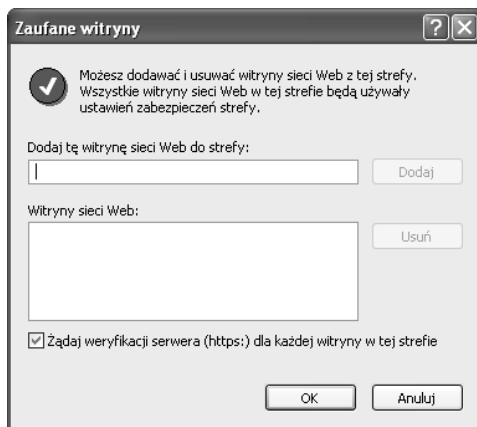 Zaufane witryny
Możesz dodawać i usuwać witryny sieci Web z tej strefy.
Wszystkie witryny sieci Web w tej strefie będą używały
ustawień zabezpieczeń strefy.
Dodaj tę witrynę sieci Web do strefy:
Dodaj
Witryny sieci Web:
Usuń
Żądaj weryfikacji serwera (https:) dla każdej witryny w tej strefie
OK Anuluj